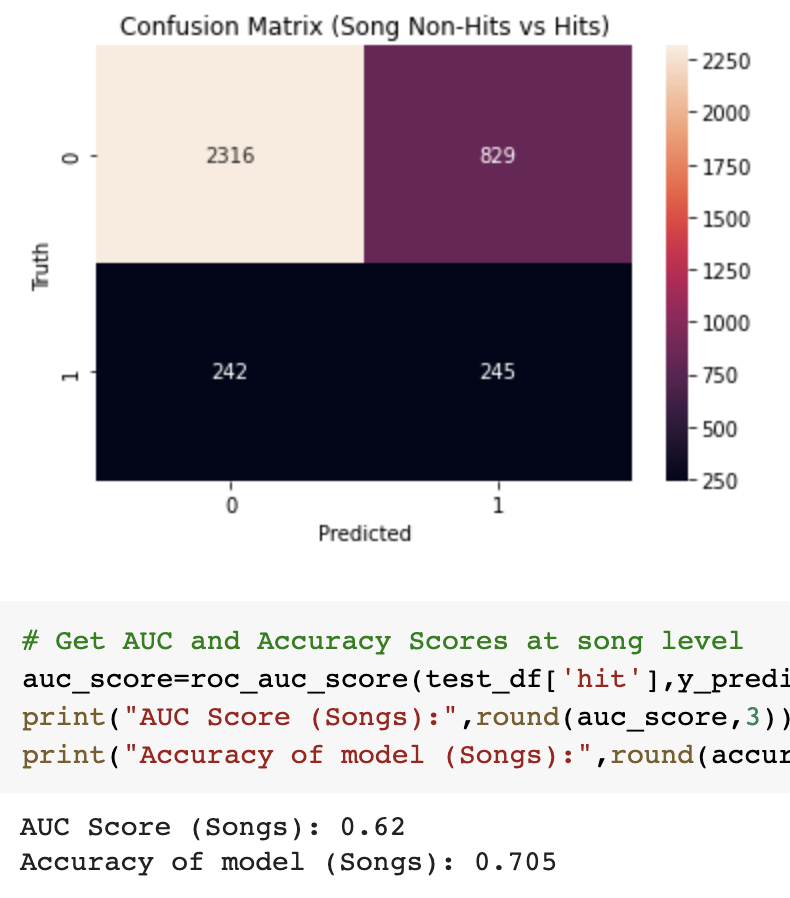 Confusion Matrix (Song Non-Hits vs Hits)
2250
2000
1750
1500
1250
1000
750
500
250
Truth
0
1
2316 829
242 245
0 1
Predicted
# Get AUC and Accuracy Scores at song level
auc_score=roc_auc_score(test_df['hit'],y_predi
print("AUC Score (Songs):",round(auc_score,3))
print("Accuracy of model (Songs):",round(accur
AUC Score (Songs): 0.62
Accuracy of model (Songs): 0.705